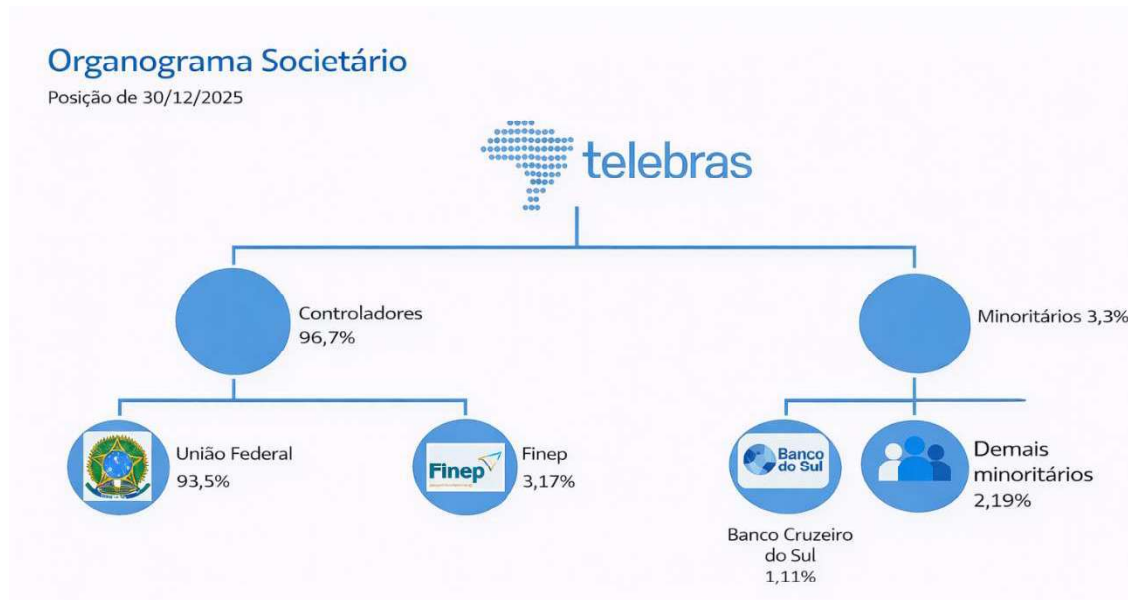 Organograma Societário
Posição de 30/12/2025
telebras
Controladores
96,7%
Minoritários 3,3%
União Federal
93,5%
Finep
Finep
3,17%
Banco
do Sul
Banco Cruzeiro
do Sul
1,11%
Demais
minoritários
2,19%